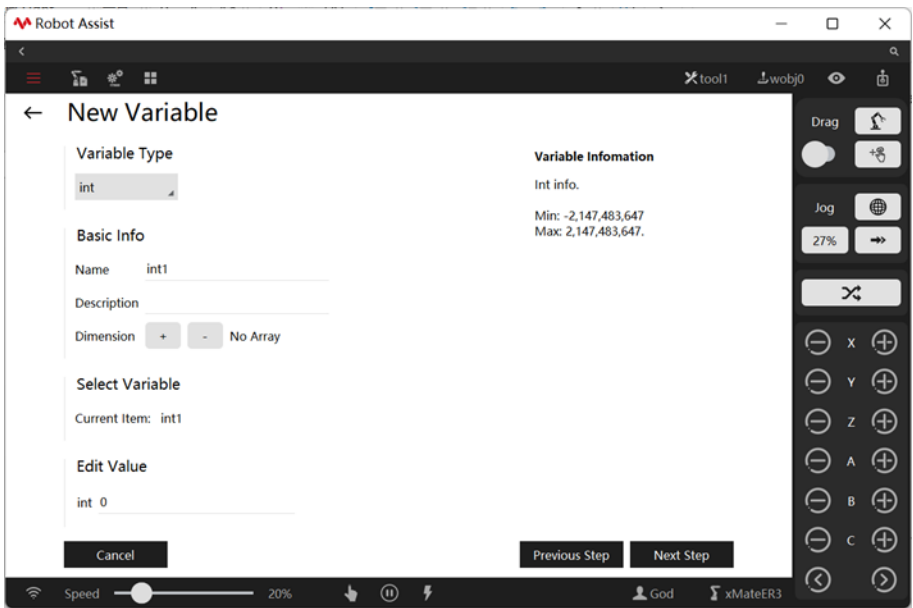 Robot Assist
tool1 wobj0
New Variable
Variable Type
int
Basic Info
Name int1
Description
Dimension + - No Array
Select Variable
Current Item: int1
Edit Value
int 0
Cancel Previous Step Next Step
Variable Infomation
Int info.
Min: -2,147,483,647
Max: 2,147,483,647.
Drag
Jog
27%
X
Y
Z
A
B
C
Speed 20% God xMateER3